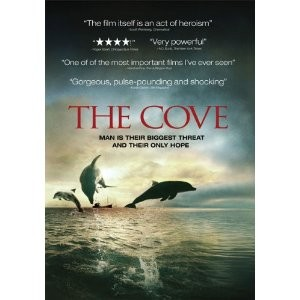 "The film itself is an act of heroism"
★★★★
"Very powerful"
"One of of the most important films I've ever seen"
"Gorgeous, pulse-pounding and shocking"
THE COVE
MAN IS THEIR BIGGEST THREAT
AND THEIR ONLY HOPE